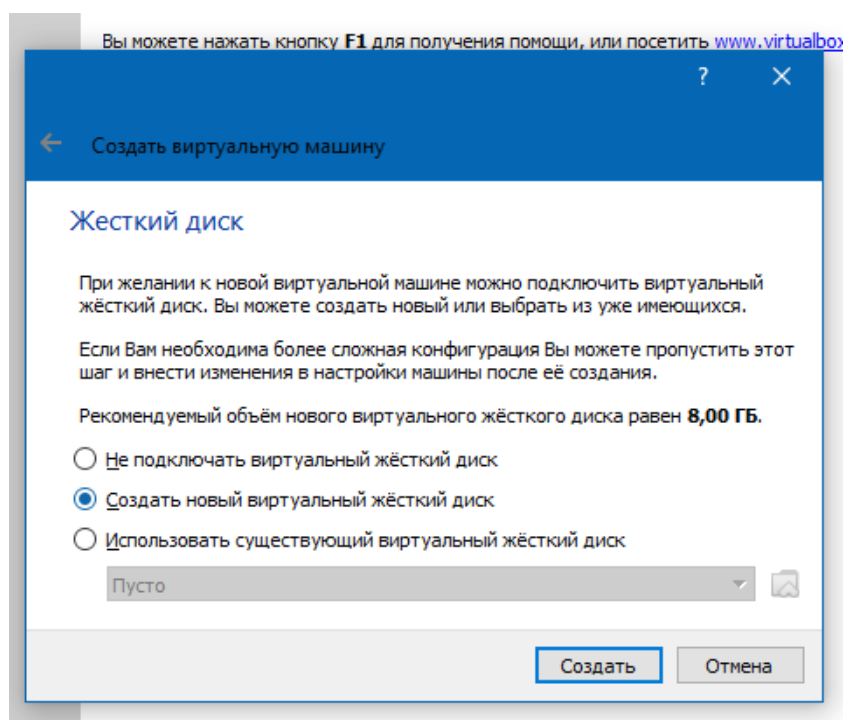 Вы можете нажать кнопку F1 для получения помощи, или посетить www.virtualbox
?
Создать виртуальную машину
Жесткий диск
При желании к новой виртуальной машине можно подключить виртуальный
жёсткий диск. Вы можете создать новый или выбрать из уже имеющихся.
Если Вам необходима более сложная конфигурация Вы можете пропустить этот
шаг и внести изменения в настройки машины после её создания.
Рекомендуемый объём нового виртуального жёсткого диска равен 8,00 ГБ.
Не подключать виртуальный жёсткий диск
Создать новый виртуальный жёсткий диск
Использовать существующий виртуальный жёсткий диск
Пусто
Создать Отмена